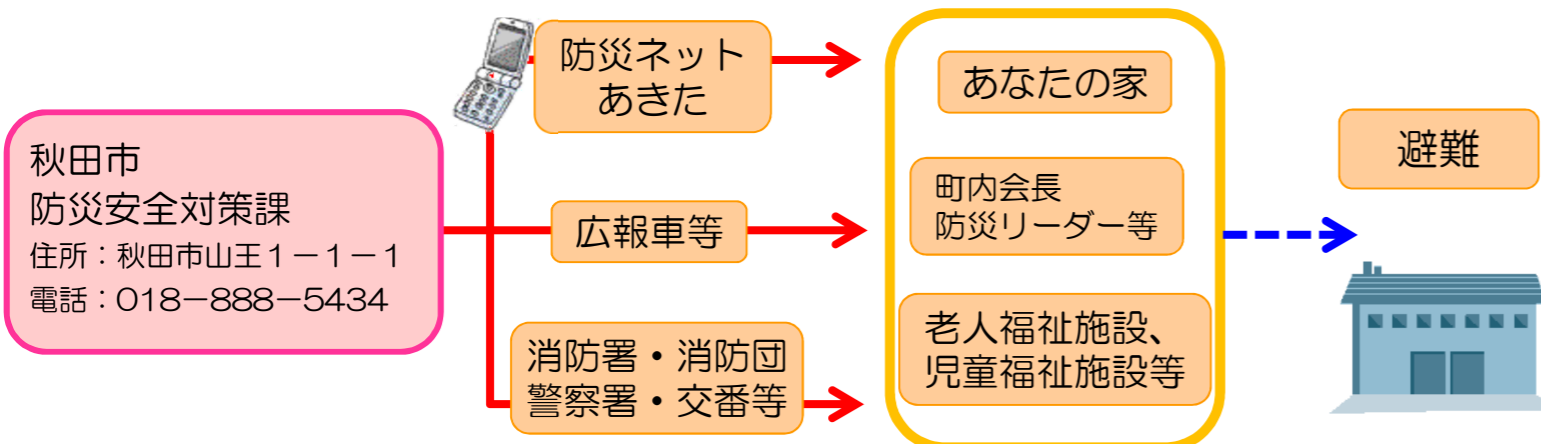 秋田市
防災安全対策課
住所：秋田市山王１－１－１
電話：018－888－5434
防災ネット
あきた
広報車等
消防署・消防団
警察署・交番等
あなたの家
町内会長
防災リーダー等
老人福祉施設、
児童福祉施設等
避難